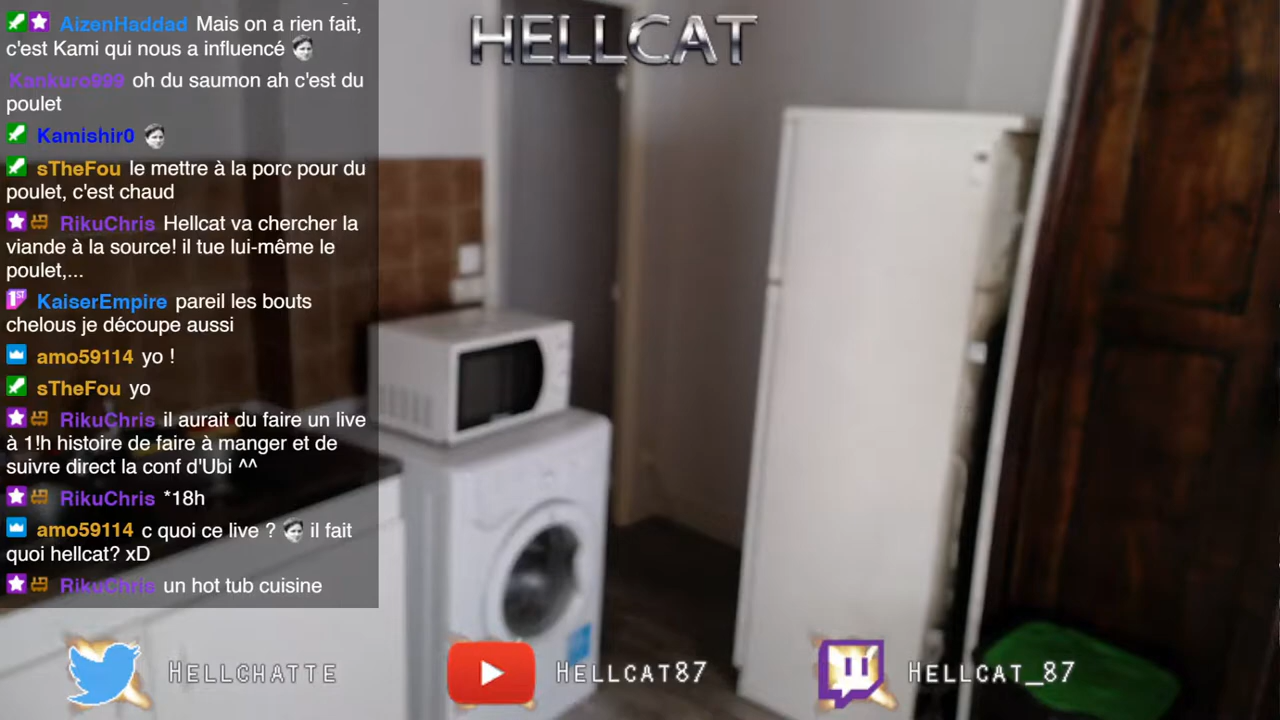 HELLCAT
AizenHaddad Mais on a rien fait,
c'est Kami qui nous a influencé
Kankuro999 oh du saumon ah c'est du
poulet
Kamishir0
sTheFou le mettre à la porc pour du
poulet, c'est chaud
RikuChris Hellcat va chercher la
viande à la source! il tue lui-même le
poulet,...
1ST KaiserEmpire pareil les bouts
chelous je découpe aussi
amo59114 yo !
sTheFou yo
RikuChris il aurait du faire un live
à 1!h histoire de faire à manger et de
suivre direct la conf d'Ubi ^^
RikuChris *18h
amo59114 c quoi ce live ? il fait
quoi hellcat? xD
RikuChris un hot tub cuisine
HELLCHATTE HELLCAT87 HELLCAT_87